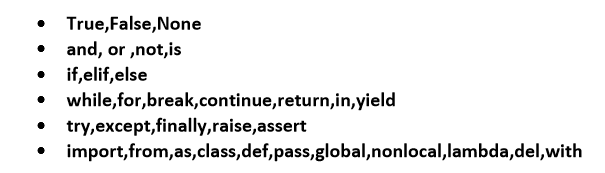 • True,False,None
• and, or ,not,is
• if,elif,else
• while,for,break,continue,return,in,yield
• try,except,finally,raise,assert
• import,from,as,class,def,pass,global,nonlocal,lambda,del,with